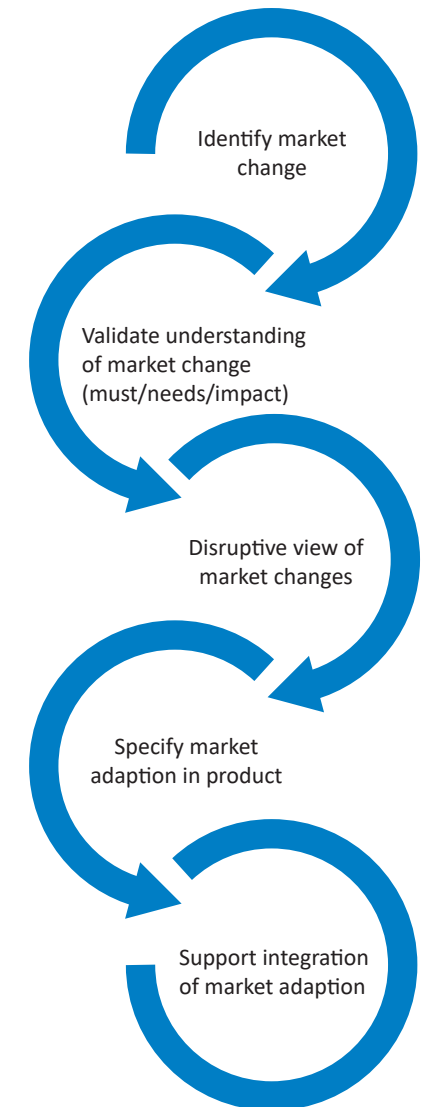 Identify market
change
Validate understanding
of market change
(must/needs/impact)
Disruptive view of
market changes
Specify market
adaption in product
Support integration
of market adaption